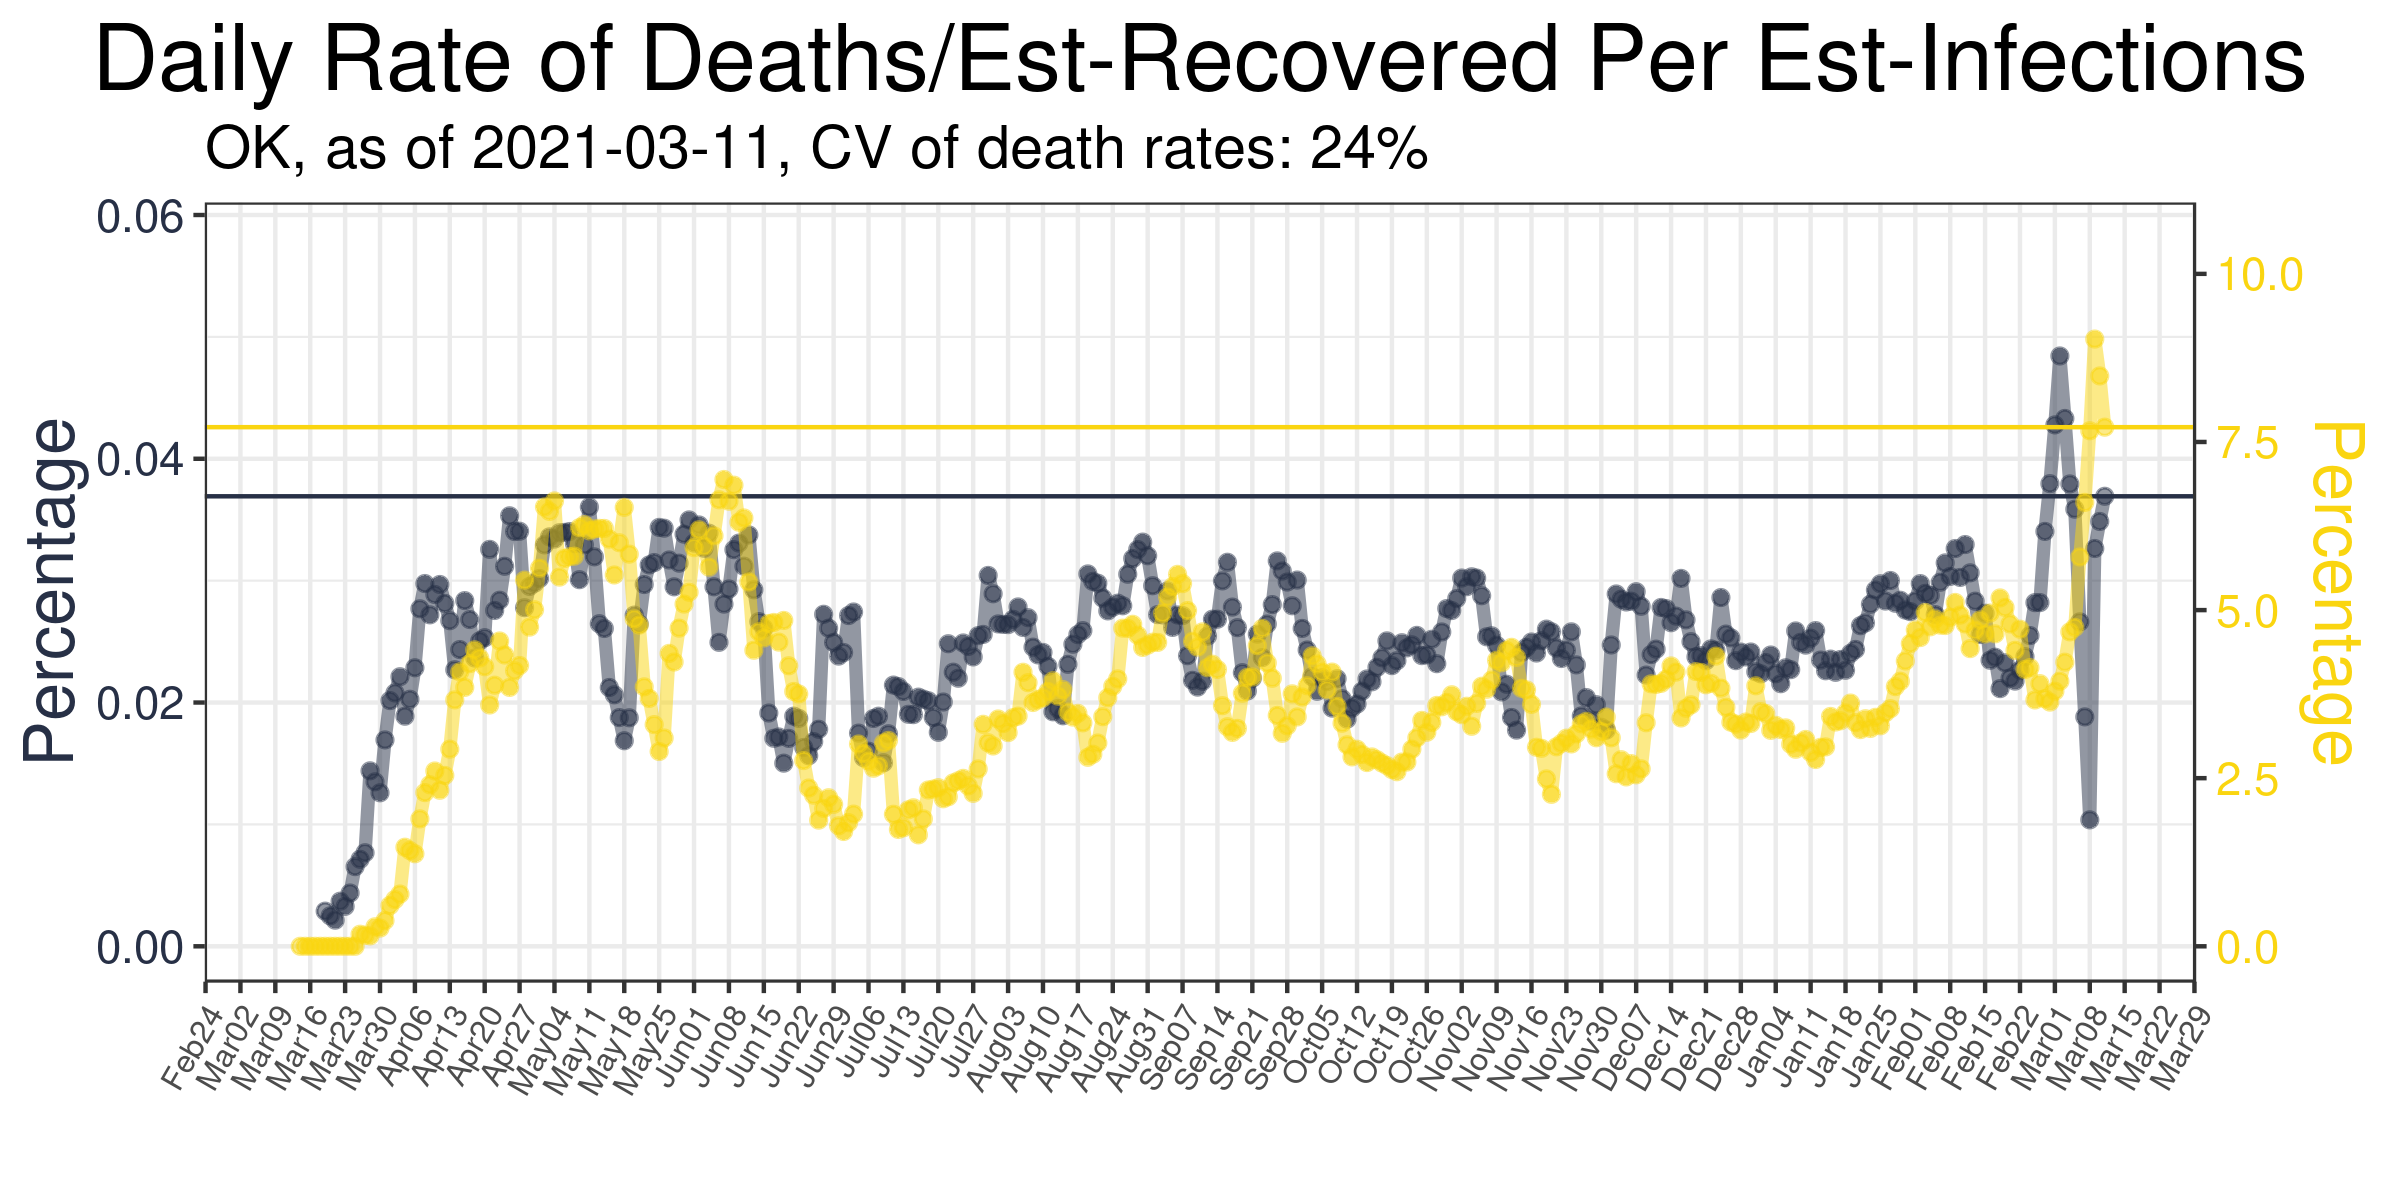 Daily Rate of Deaths/Est-Recovered Per Est-Infections
OK, as of 2021-03-11, CV of death rates: 24%
Percentage
0.06
0.04
0.02
0.00
10.0
7.5
5.0
2.5
0.0
Percentage
Feb24
Mar02
Mar09
Mar16
Mar23
Mar30
Apr06
Apr13
Apr20
Apr27
May04
May11
May18
May25
Jun01
Jun08
Jun15
Jun22
Jun29
Jul06
Jul13
Jul20
Jul27
Aug03
Aug10
Aug17
Aug24
Aug31
Sep07
Sep14
Sep21
Sep28
Oct05
Oct12
Oct19
Oct26
Nov02
Nov09
Nov16
Nov23
Nov30
Dec07
Dec14
Dec21
Dec28
Jan04
Jan11
Jan18
Jan25
Feb01
Feb08
Feb15
Feb22
Mar01
Mar08
Mar15
Mar22
Mar29